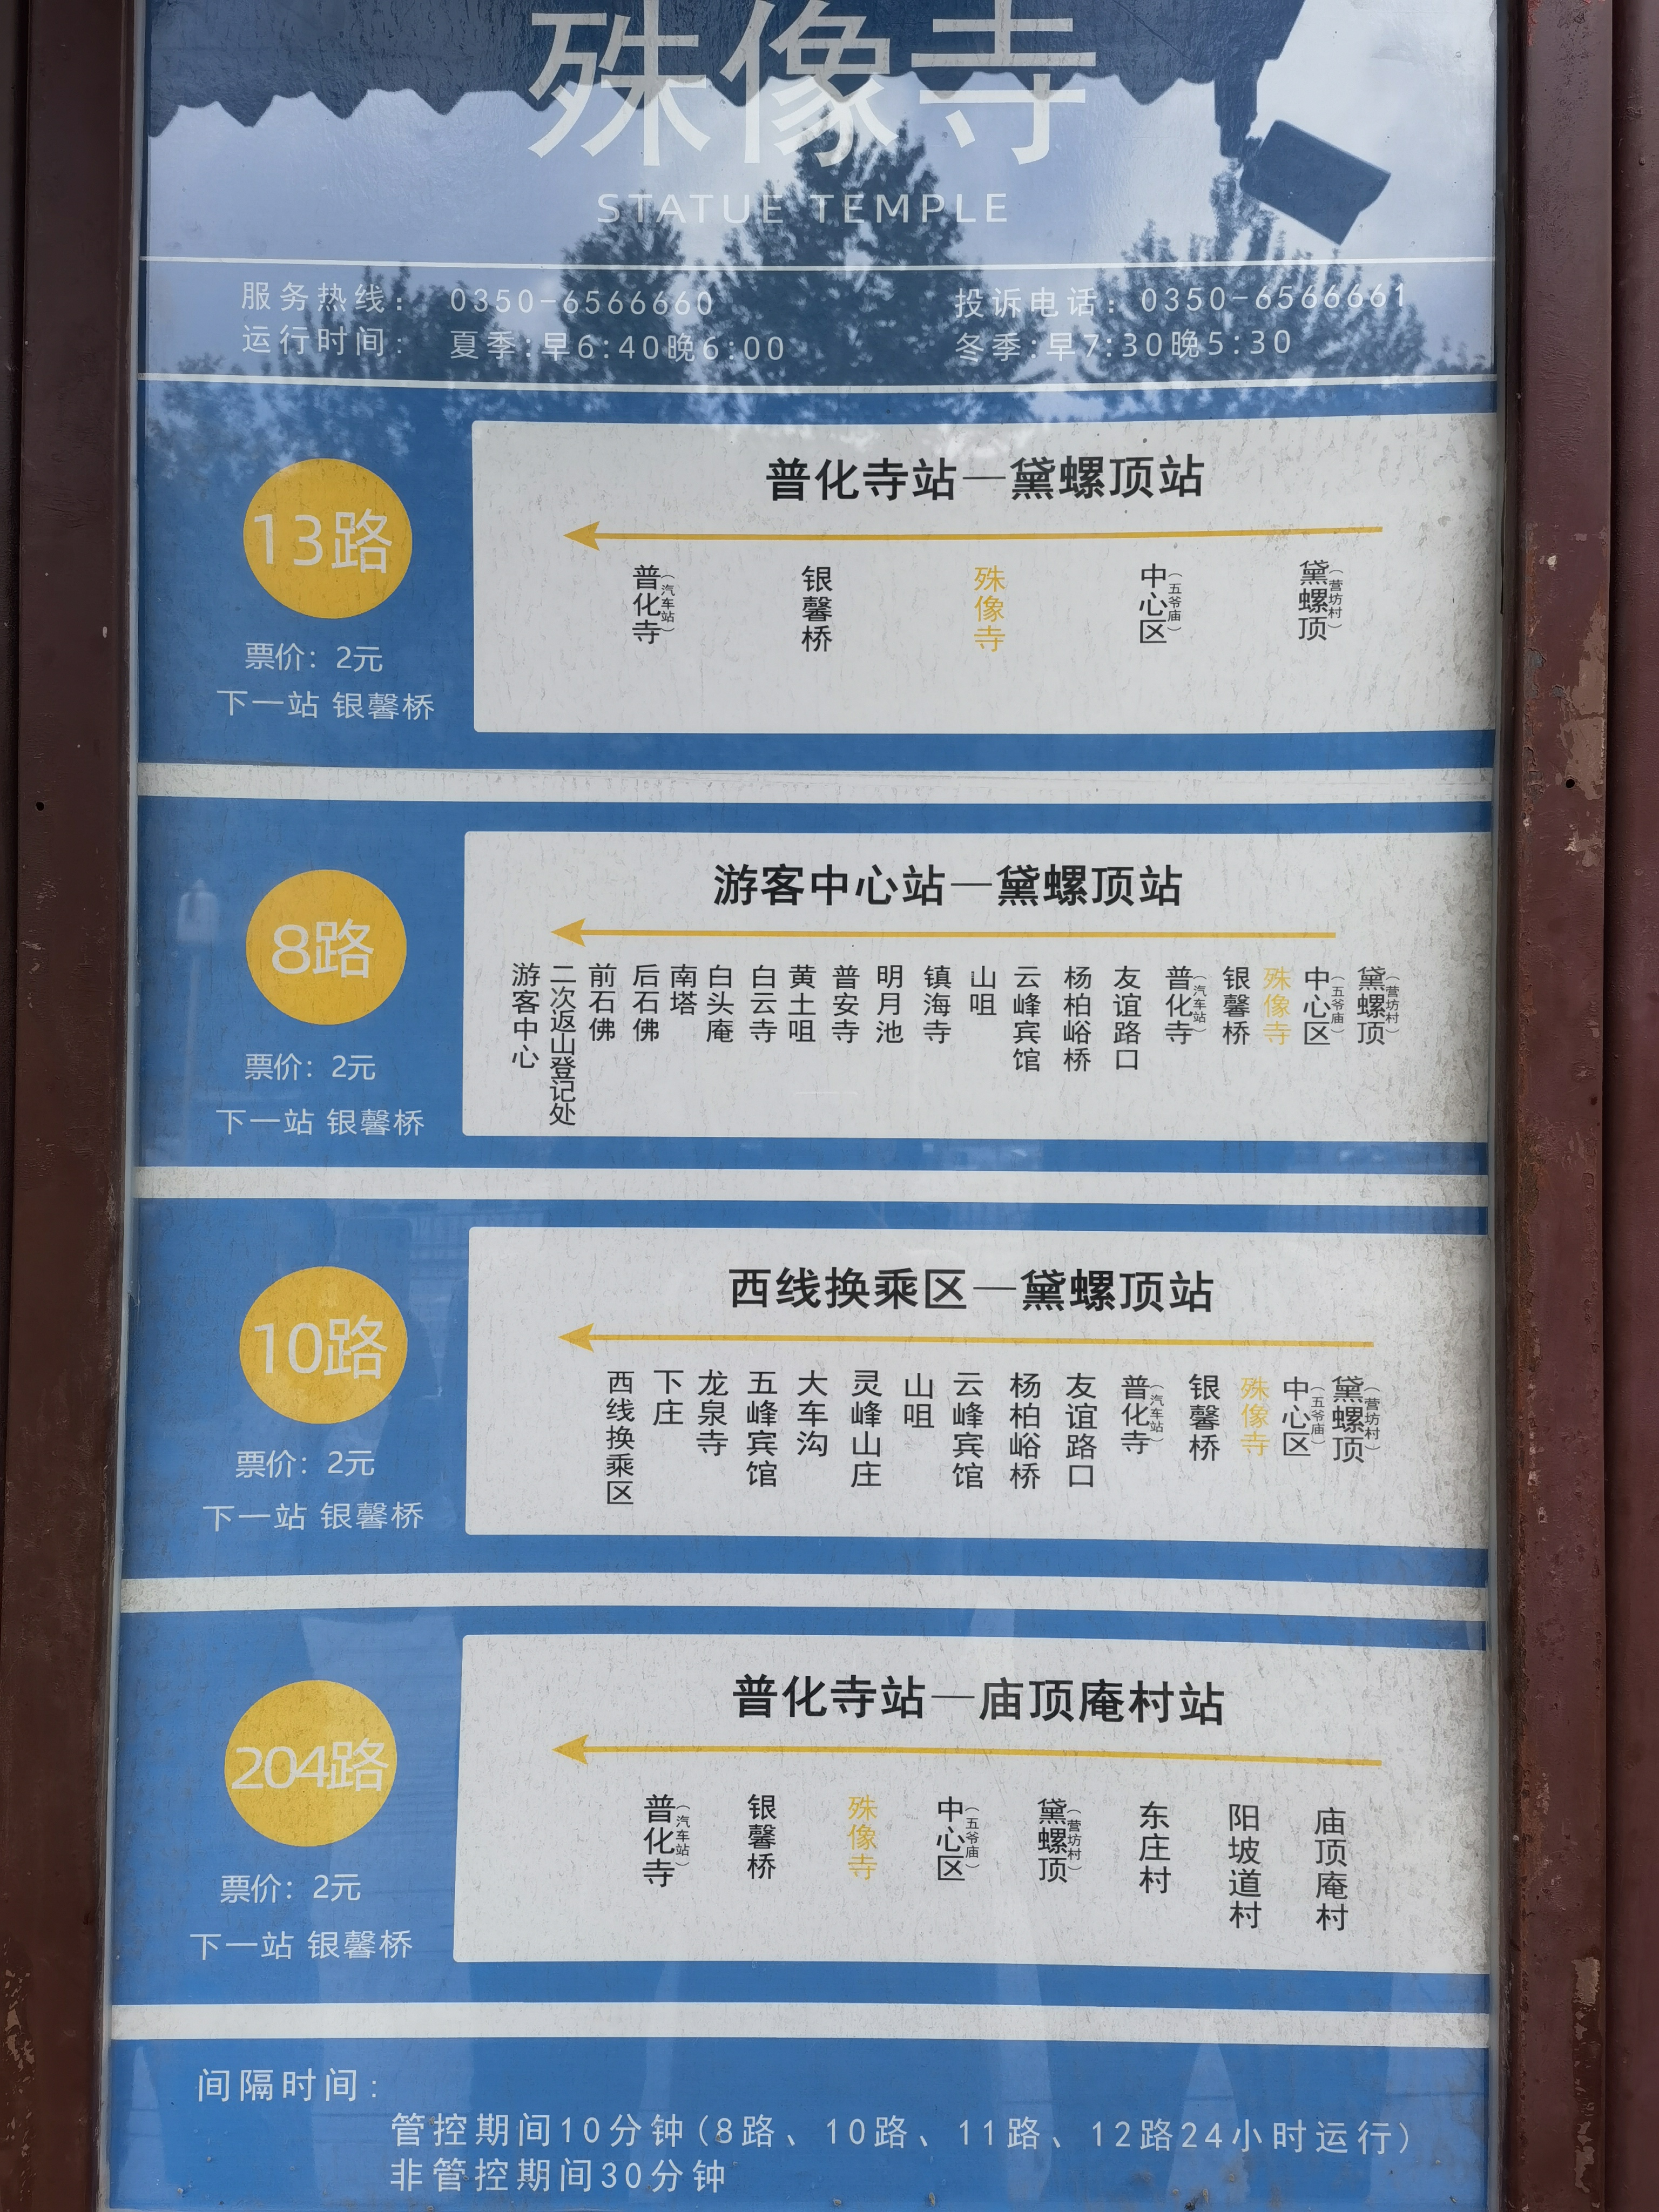 殊像寺
STATUE TEMPLE
服务热线： 0350-6566660 投诉电话：0350-6566661
运行时间： 夏季:早6:40晚6:00 冬季:早7:30晚5:30
13路
票价：2元
下一站 银馨桥
普化寺站—黛螺顶站
普化寺（汽车站）
银馨桥
殊像寺
中心区（五爷庙）
黛螺顶（营坊村）
8路
票价：2元
下一站 银馨桥
游客中心站—黛螺顶站
游客中心
二次返山登记处
前石佛
后石佛
南塔
白头庵
白云寺
黄土咀
普安寺
明月池
镇海寺
山咀
云峰宾馆
杨柏峪桥
友谊路口
普化寺（汽车站）
银馨桥
殊像寺
中心区（五爷庙）
黛螺顶（营坊村）
10路
票价：2元
下一站 银馨桥
西线换乘区—黛螺顶站
西线换乘区
下庄
龙泉寺
五峰宾馆
大车沟
灵峰山庄
山咀
云峰宾馆
杨柏峪桥
友谊路口
普化寺（汽车站）
银馨桥
殊像寺
中心区（五爷庙）
黛螺顶（营坊村）
204路
票价：2元
下一站 银馨桥
普化寺站—庙顶庵村站
普化寺（汽车站）
银馨桥
殊像寺
中心区（五爷庙）
黛螺顶（营坊村）
东庄村
阳坡道村
庙顶庵村
间隔时间：
管控期间10分钟(8路、10路、11路、12路24小时运行)
非管控期间30分钟